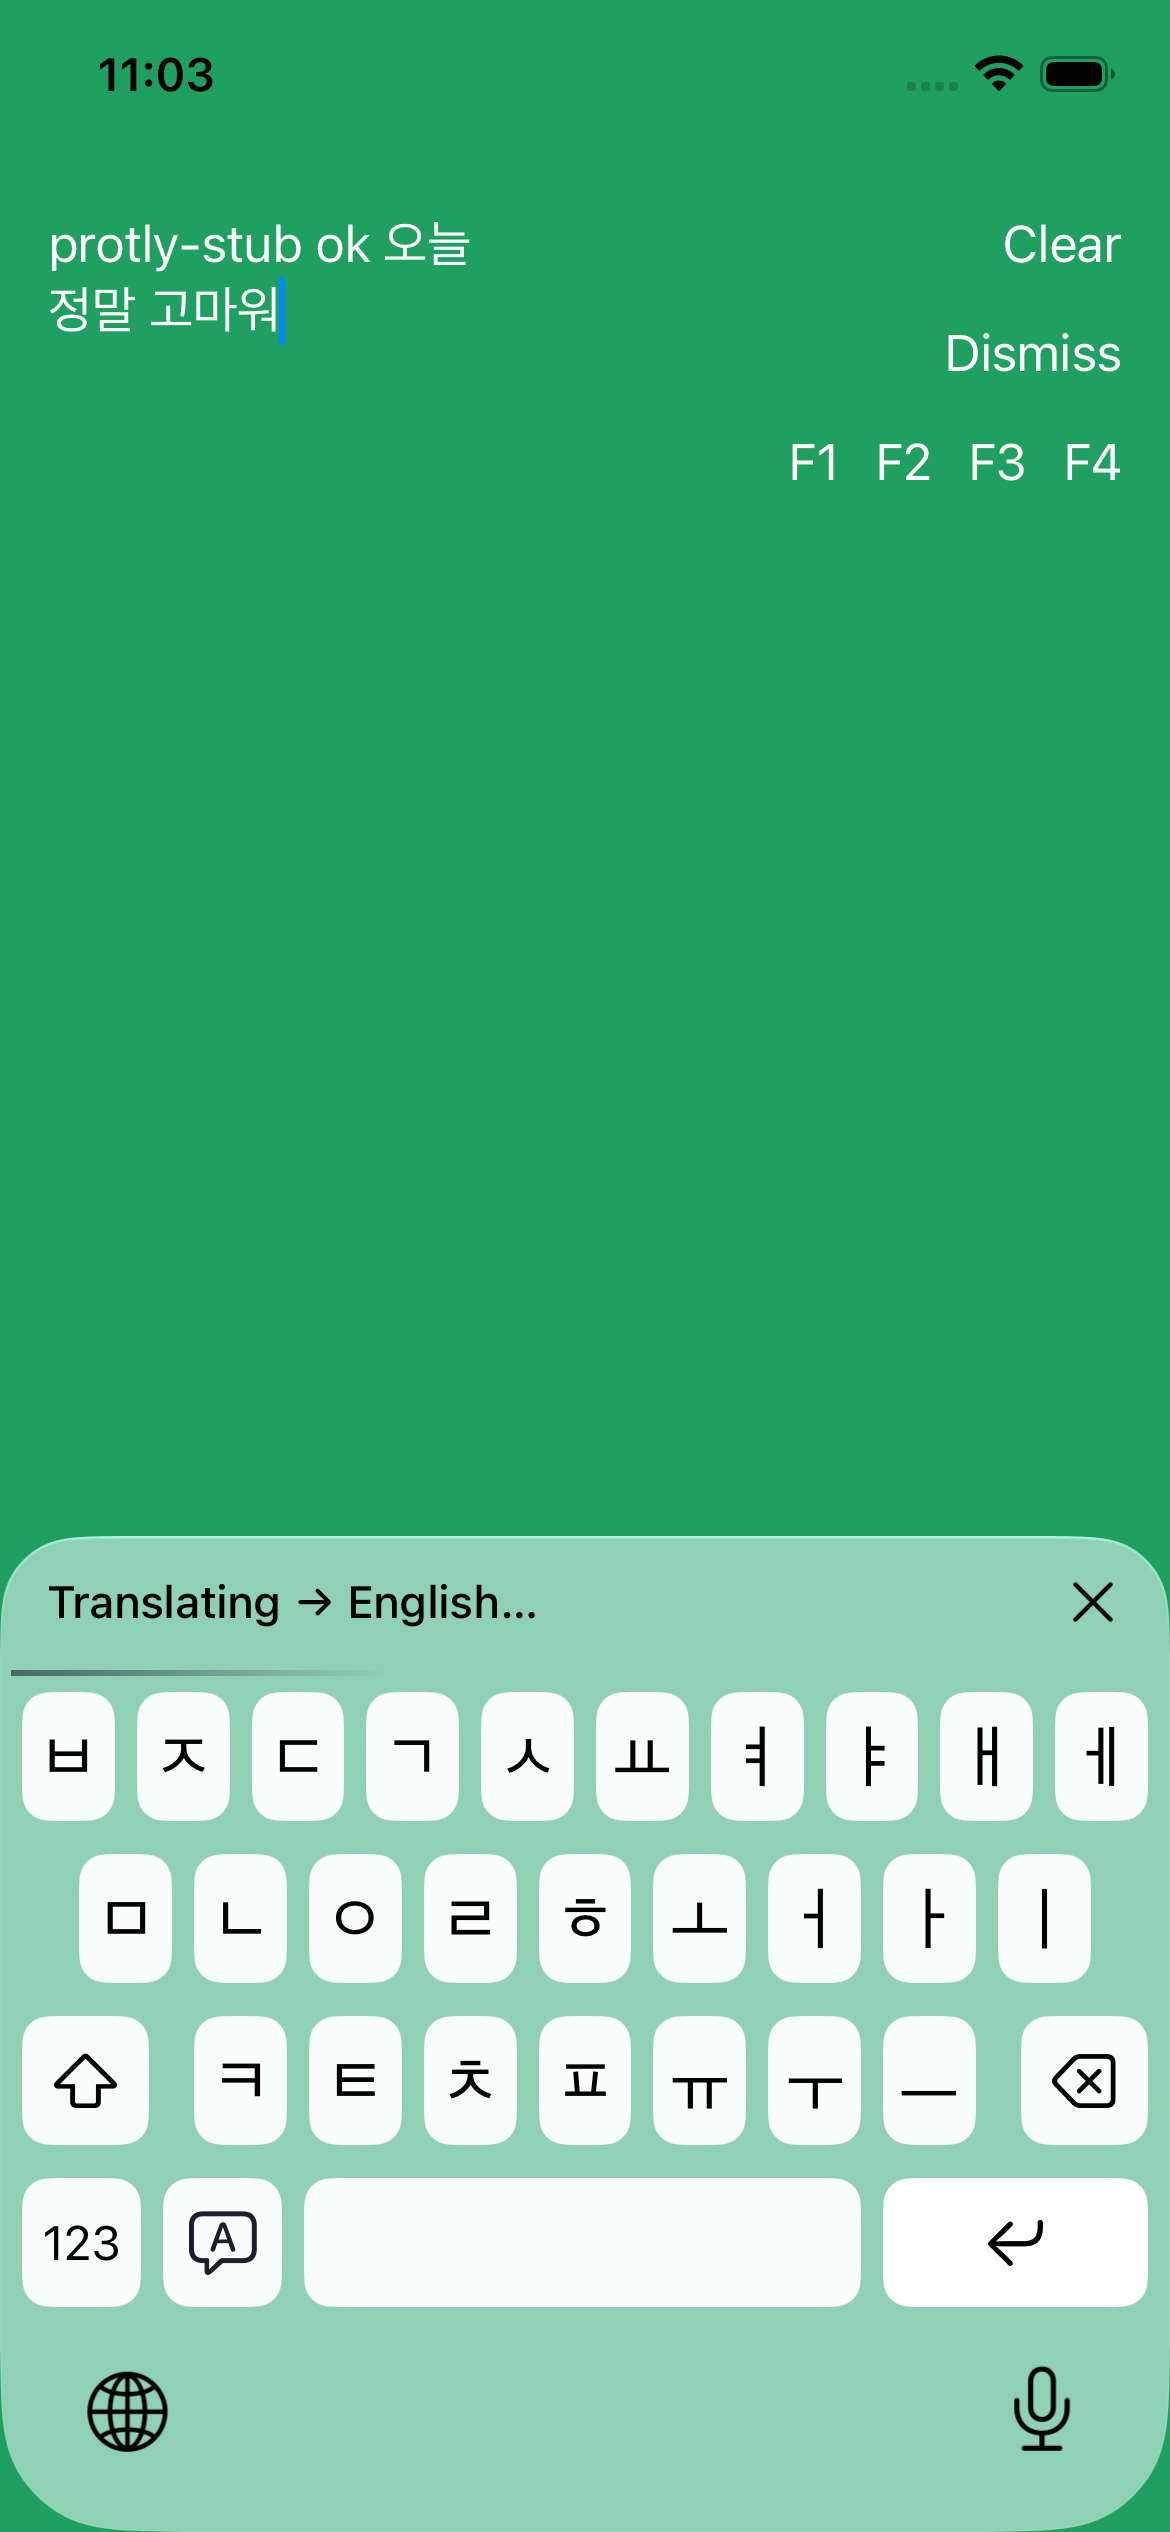 11:03
protly-stub ok 오늘
정말 고마워
Clear
Dismiss
F1 F2 F3 F4
Translating → English...
ㅂ ㅈ ㄷ ㄱ ㅅ ㅛ ㅕ ㅑ ㅐ ㅔ
ㅁ ㄴ ㅇ ㄹ ㅎ ㅗ ㅓ ㅏ ㅣ
ㅋ ㅌ ㅊ ㅍ ㅠ ㅜ ㅡ
123 A